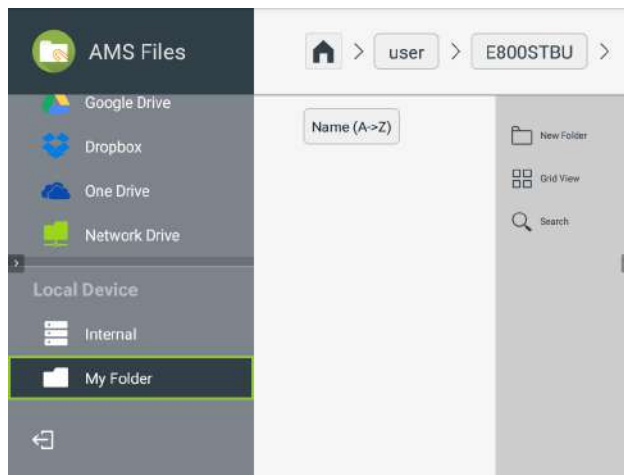 AMS Files
> user > E800STBU >
Google Drive
Dropbox
One Drive
Network Drive
Local Device
Internal
My Folder
Name (A->Z)
New Folder
Grid View
Search